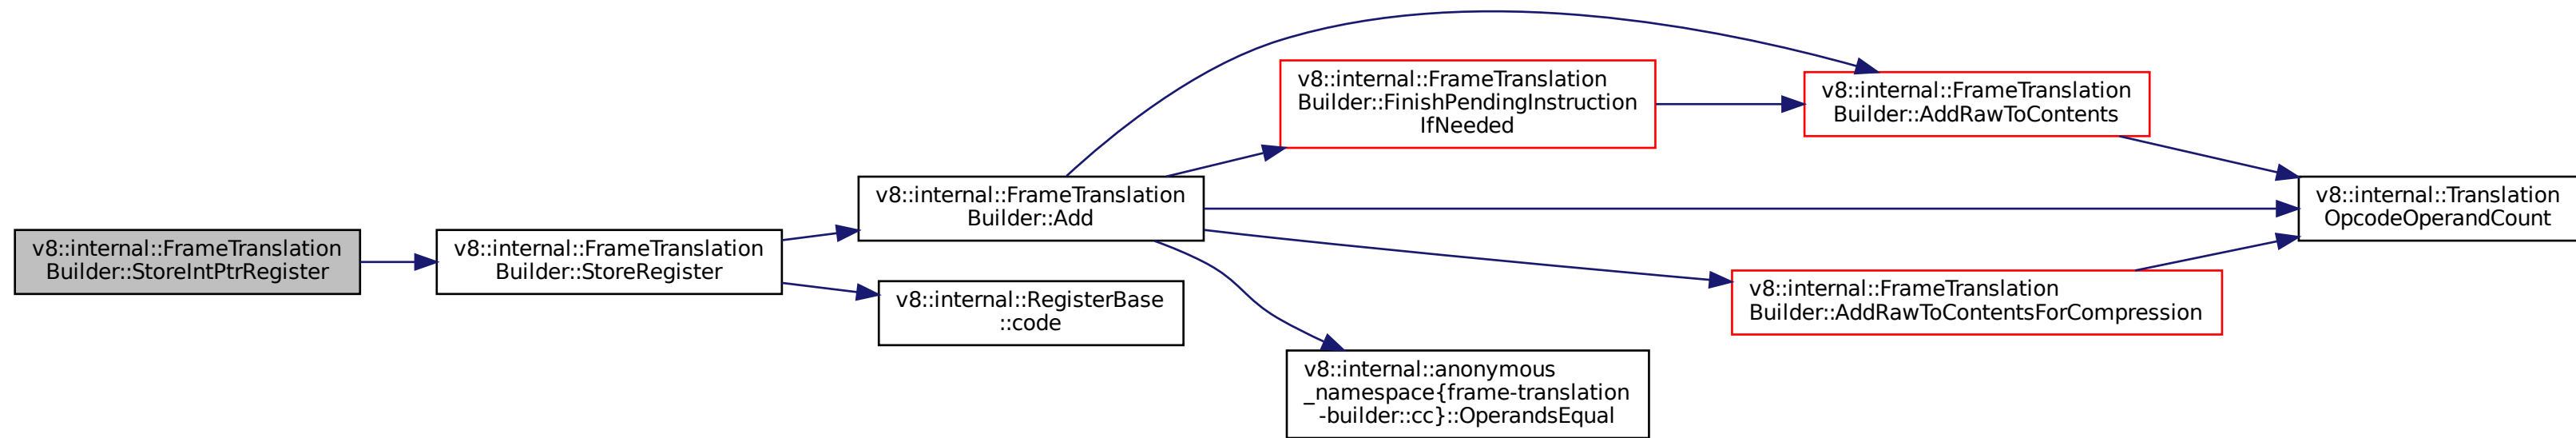 v8::internal::FrameTranslation
Builder::StoreIntPtrRegister
v8::internal::FrameTranslation
Builder::StoreRegister
v8::internal::FrameTranslation
Builder::Add
v8::internal::RegisterBase
::code
v8::internal::FrameTranslation
Builder::FinishPendingInstruction
IfNeeded
v8::internal::anonymous
_namespace{frame-translation
-builder::cc}::OperandsEqual
v8::internal::FrameTranslation
Builder::AddRawToContents
v8::internal::FrameTranslation
Builder::AddRawToContentsForCompression
v8::internal::Translation
OpcodeOperandCount